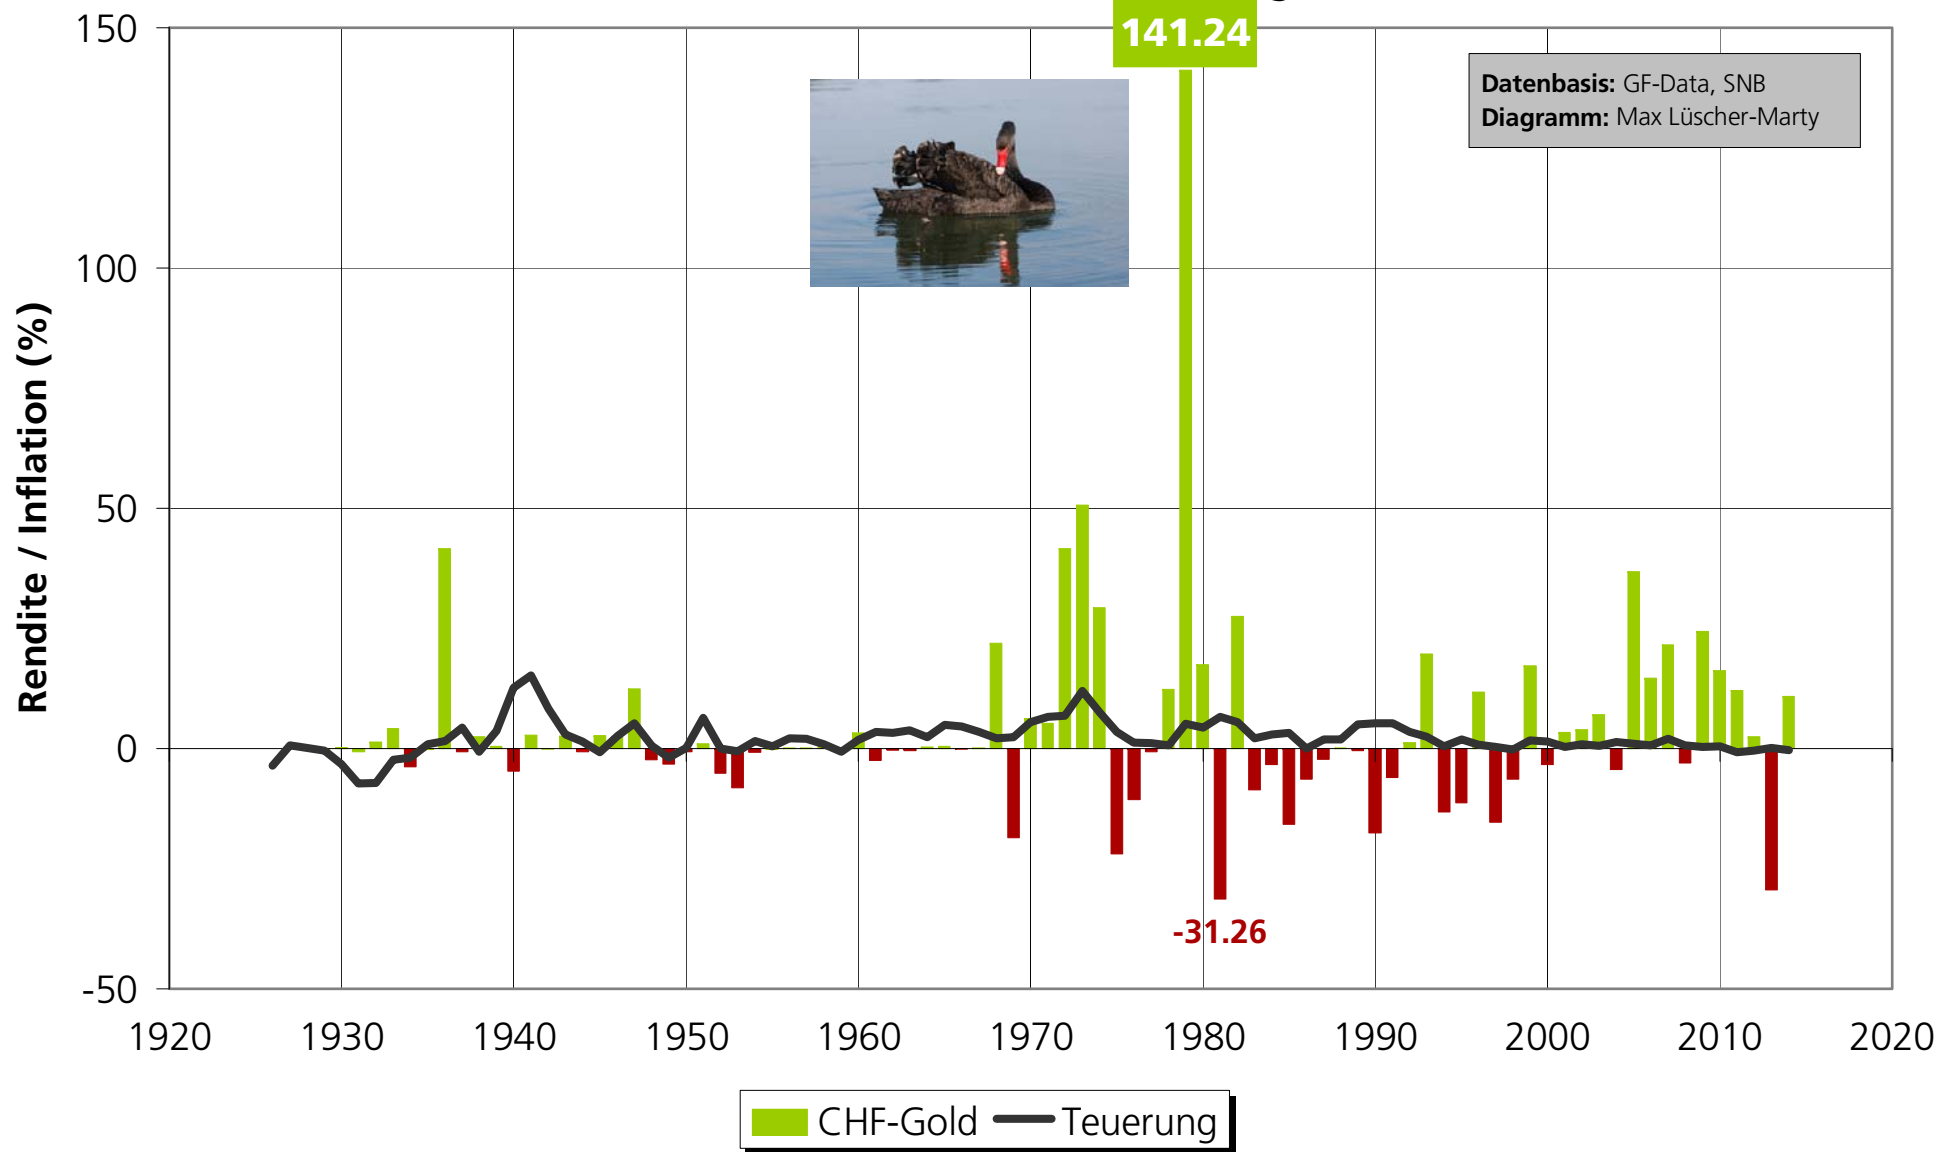 141.24
Datenbasis: GF-Data, SNB
Diagramm: Max Lüscher-Marty
Rendite / Inflation (%)
150
100
50
0
-50
-31.26
1920 1930 1940 1950 1960 1970 1980 1990 2000 2010 2020
CHF-Gold Teuerung